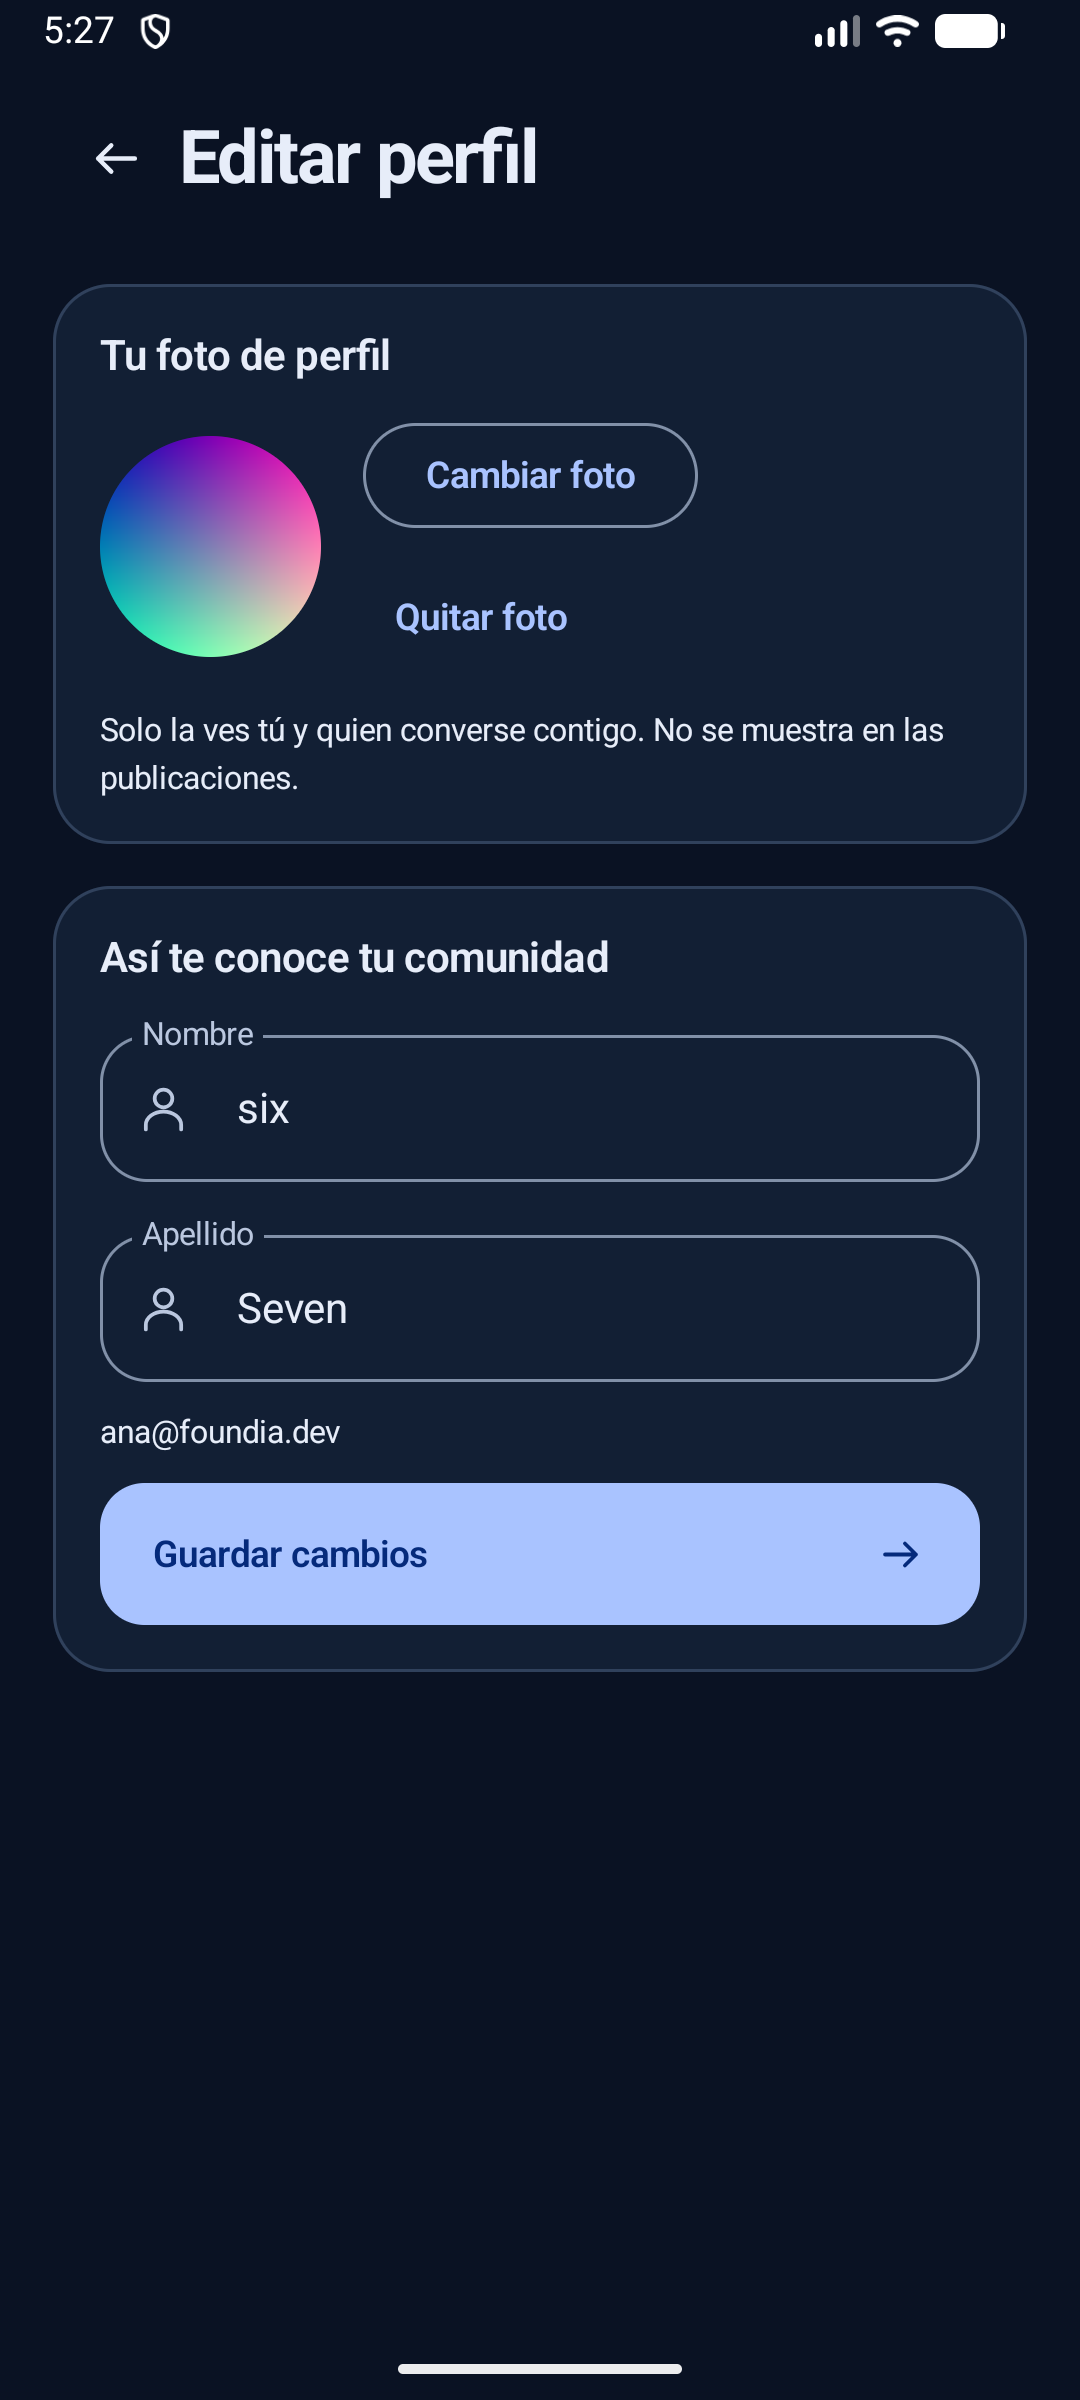 5:27
Editar perfil
Tu foto de perfil
Cambiar foto
Quitar foto
Solo la ves tú y quien converse contigo. No se muestra en las
publicaciones.
Así te conoce tu comunidad
Nombre
six
Apellido
Seven
ana@foundia.dev
Guardar cambios